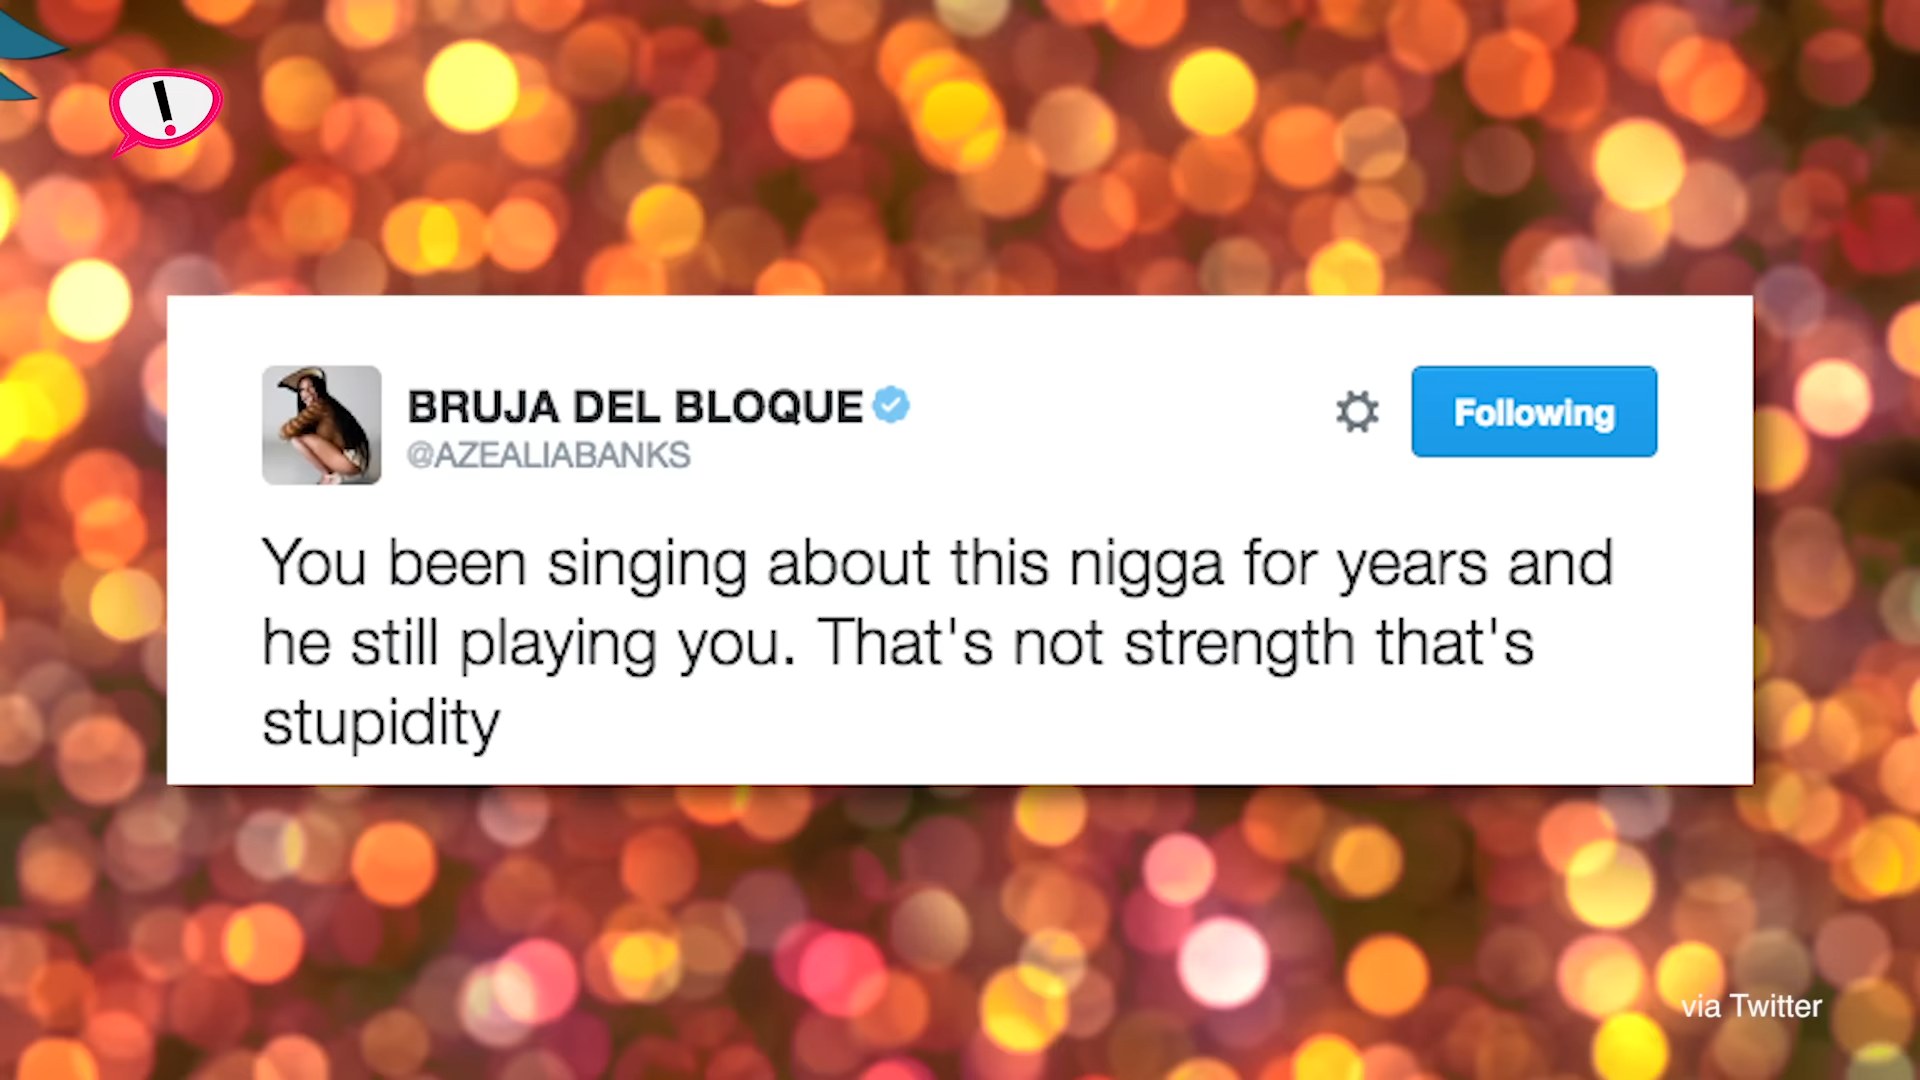 !
BRUJA DEL BLOQUE
@AZEALIABANKS
Following
You been singing about this nigga for years and
he still playing you. That's not strength that's
stupidity
via Twitter